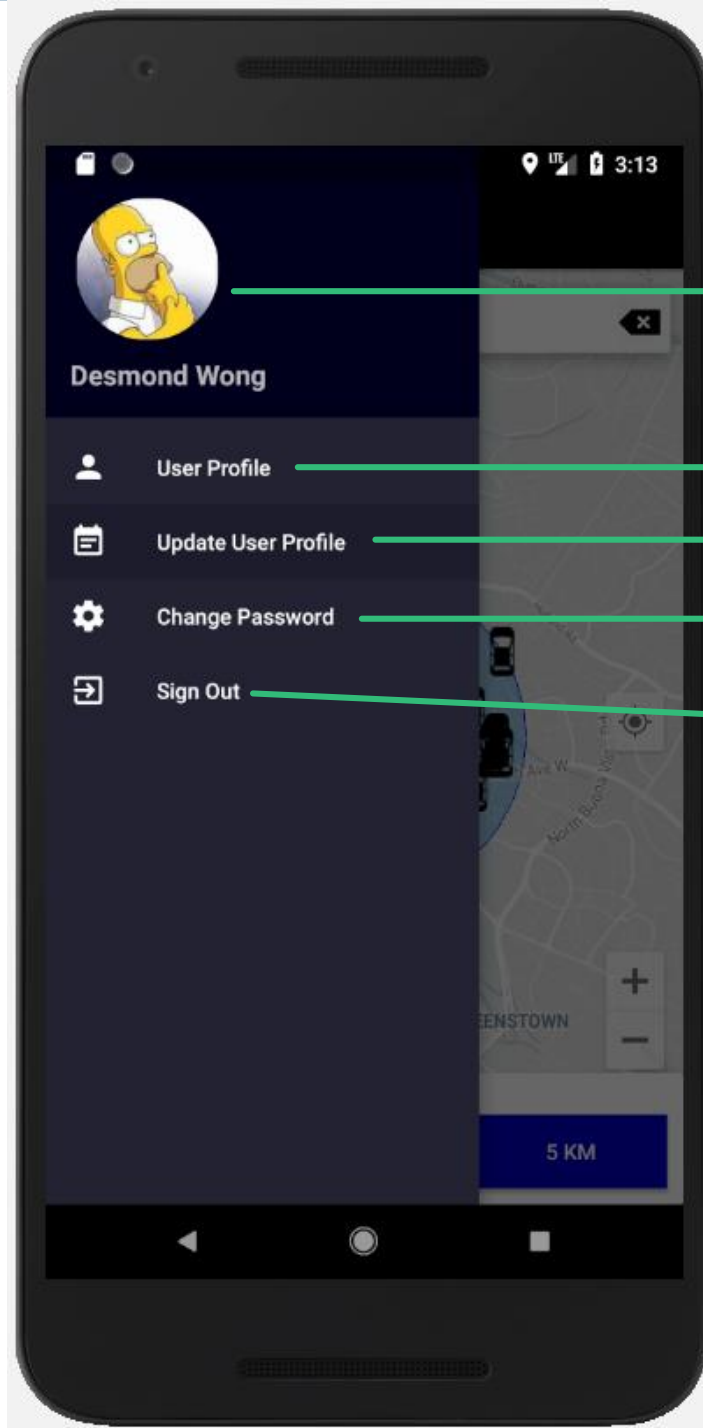 LTE 3:13
Desmond Wong
User Profile
Update User Profile
Change Password
Sign Out
Ave W
North Buona Vista
EENSTOWN
5 KM